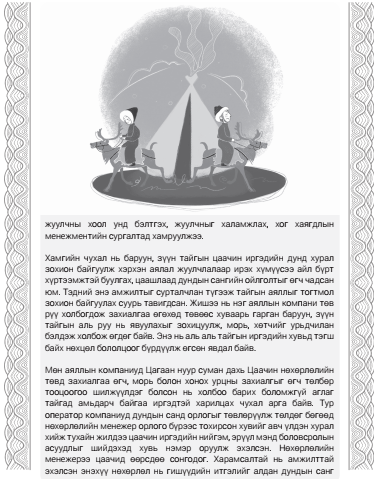 жуулчны хоол унд бэлтгэх, жуулчныг халамжлах, хог хаягдлын
менежментийн сургалтад хамруулжээ.
Хамгийн чухал нь баруун, зүүн тайгын цаачин иргэдийн дунд хурал
зохион байгуулж хэрхэн аялал жуулчлалаар ирэх хүмүүсээ айл бүрт
хүртээмжтэй буулгах, цаашлаад дундын сангийн ойлголтыг өгч чадсан
юм. Тэдний энэ амжилтыг сурталчлан түгээж тайгын аяллыг тогтмол
зохион байгуулах суурь тавигдсан. Жишээ нь нэг аяллын компани төв
рүү холбогдож захиалгаа өгөхөд төвөөс хуваарь гарган баруун, зүүн
тайгын аль руу нь явуулахыг зохицуулж, морь, хөтчийг урьдчилан
бэлдэж холбож өгдөг байв. Энэ нь аль аль тайгын иргэдийн хувьд тэгш
байх нөхцөл бололцоог бүрдүүлж өгсөн явдал байв.
Мөн аяллын компаниуд Цагаан нуур суман дахь Цаачин нөхөрлөлийн
төвд захиалгаа өгч, морь болон хонох урцны захиалгыг өгч төлбөр
тооцоогоо шилжүүлдэг болсон нь холбоо барих боломжгүй аглаг
тайгад амьдарч байгаа иргэдтэй харилцах чухал арга байв. Тур
оператор компаниуд дундын санд орлогыг төвлөрүүлж төлдөг бөгөөд
нөхөрлөлийн менежер орлого бүрээс тохирсон хувийг авч үлдэн хурал
хийж тухайн жилдээ цаачин иргэдийн нийгэм, эрүүл мэнд боловсролын
асуудлыг шийдэхэд хувь нэмэр оруулж эхэлсэн. Нөхөрлөлийн
менежерээ цаачид өөрсдөө сонгодог. Харамсалтай нь амжилттай
эхэлсэн энэхүү нөхөрлөл нь гишүүдийн итгэлийг алдан дундын санг